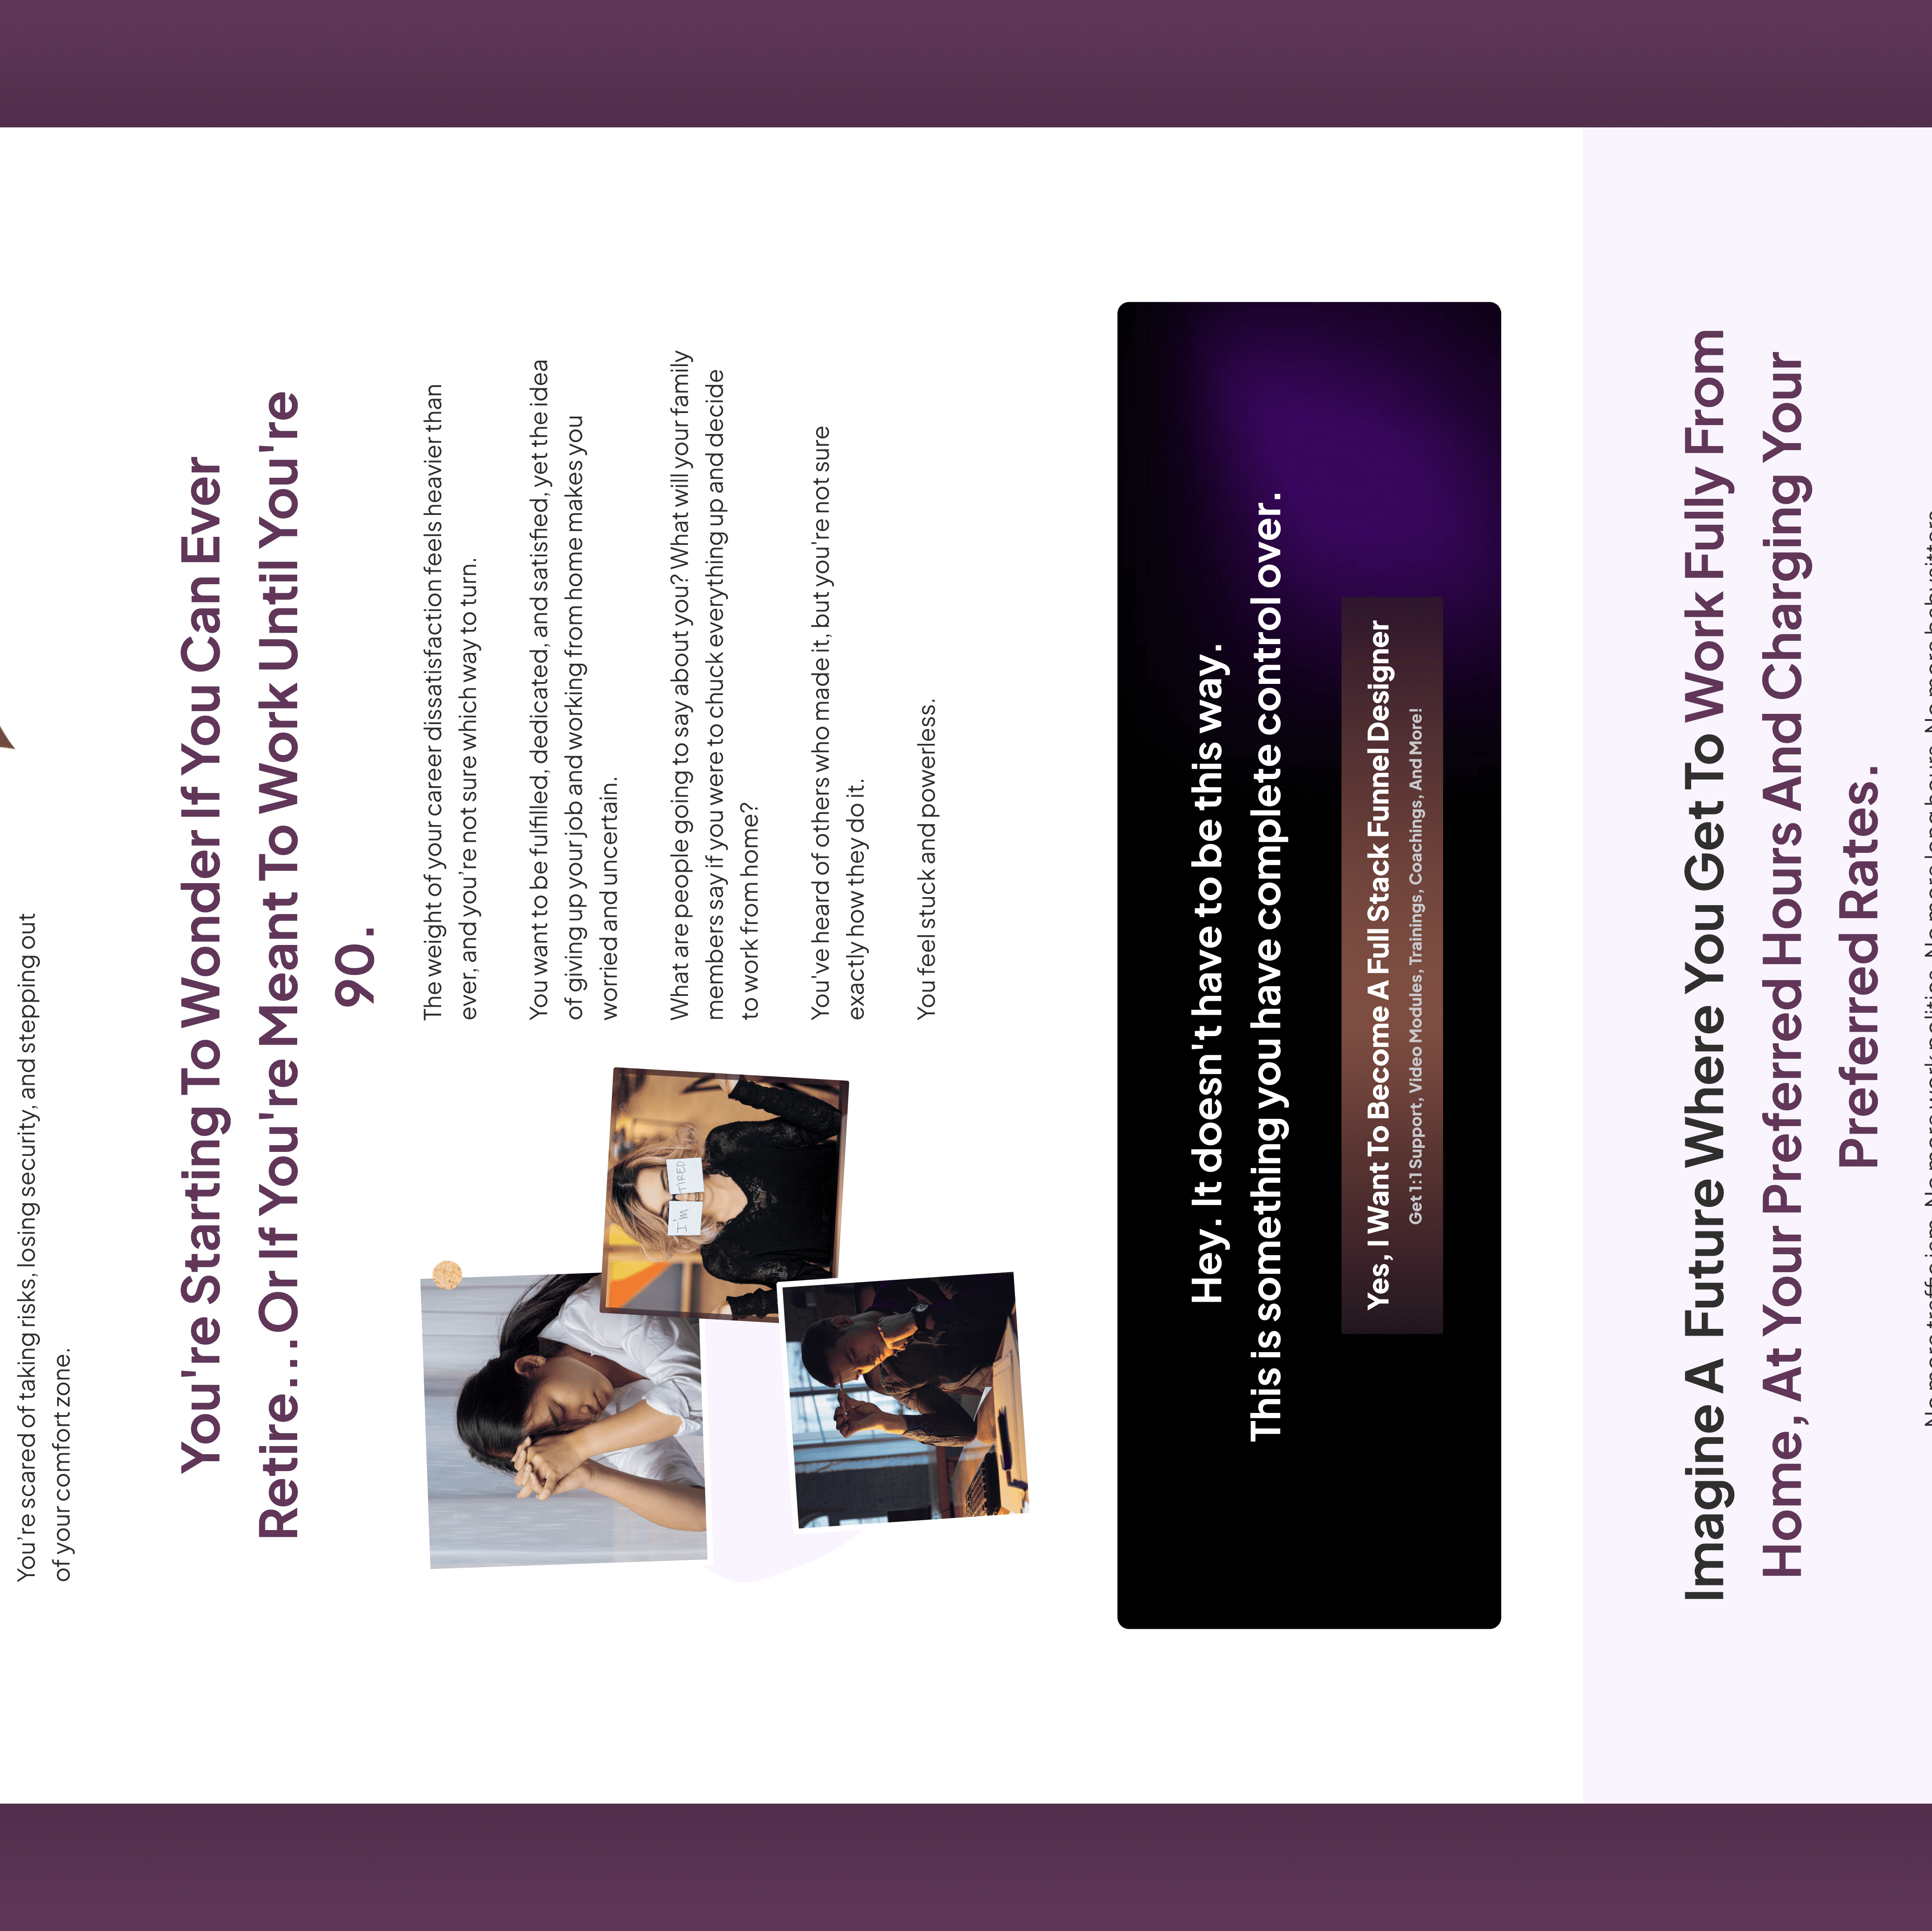 You're scared of taking risks, losing security, and stepping out
of your comfort zone.
You're Starting To Wonder If You Can Ever
Retire...Or If You're Meant To Work Until You're
90.
The weight of your career dissatisfaction feels heavier than
ever, and you're not sure which way to turn.
You want to be fulfilled, dedicated, and satisfied, yet the idea
of giving up your job and working from home makes you
worried and uncertain.
What are people going to say about you? What will your family
members say if you were to chuck everything up and decide
to work from home?
You've heard of others who made it, but you're not sure
exactly how they do it.
You feel stuck and powerless.
I'm TIRED
Hey. It doesn't have to be this way.
This is something you have complete control over.
Yes, I Want To Become A Full Stack Funnel Designer
Get 1:1 Support, Video Modules, Trainings, Coachings, And More!
Imagine A Future Where You Get To Work Fully From
Home, At Your Preferred Hours And Charging Your
Preferred Rates.